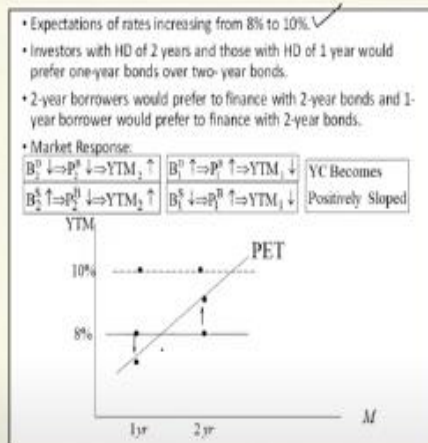 • Expectations of rates increasing from 8% to 10%.
• Investors with HD of 2 years and those with HD of 1 year would
prefer one-year bonds over two- year bonds.
• 2-year borrowers would prefer to finance with 2-year bonds and 1-
year borrower would prefer to finance with 2-year bonds.
• Market Response:
B₂ᴰ ↓⇒P₂ᴮ ↓⇒YTM₂ ↑ B₁ᴰ ↑⇒P₁ᴮ ↑⇒YTM₁ ↓ YC Becomes
B₂ˢ ↑⇒P₂ᴮ ↓⇒YTM₂ ↑ B₁ˢ ↓⇒P₁ᴮ ↑⇒YTM₁ ↓ Positively Sloped
YTM
PET
10%
8%
1yr 2 yr M